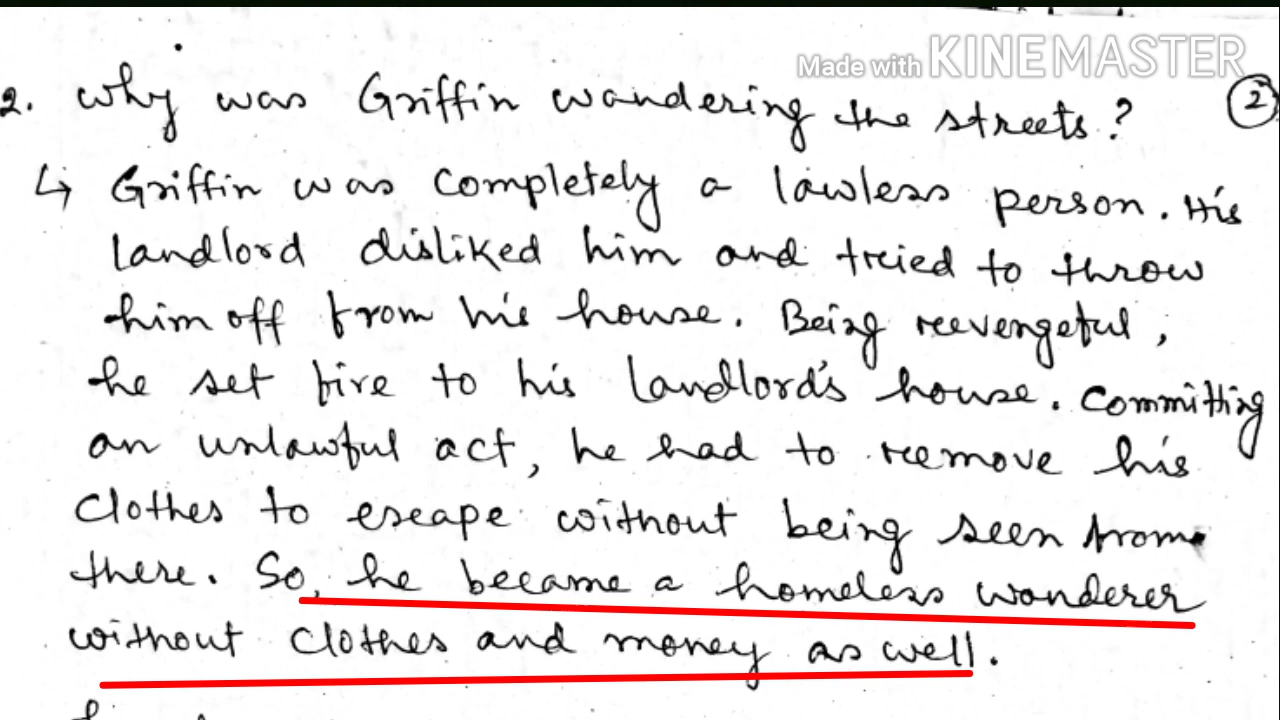 Made with KINEMASTER
2. Why was Griffin wandering the streets? 2
↳ Griffin was completely a lawless person. His
landlord disliked him and tried to throw
him off from his house. Being revengeful,
he set fire to his landlord's house. Committing
an unlawful act, he had to remove his
clothes to escape without being seen from
there. So, he became a homeless wonderer
without clothes and money as well.